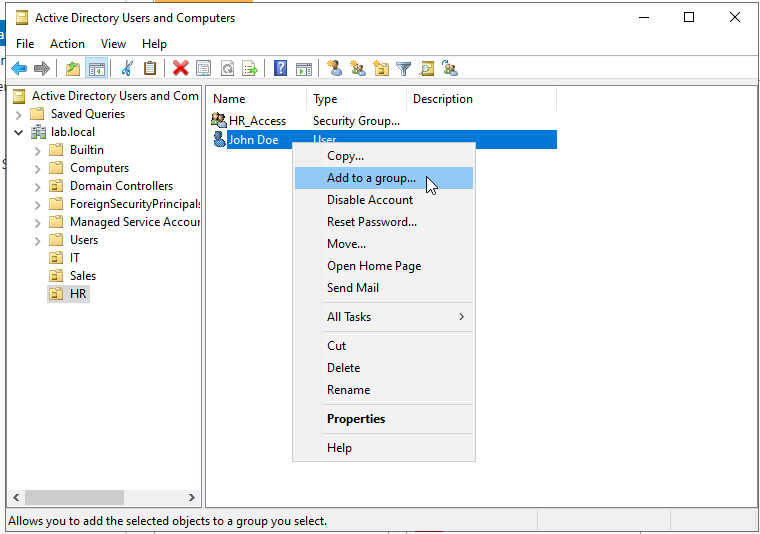 Active Directory Users and Computers
File Action View Help
Active Directory Users and Com
Saved Queries
lab.local
Builtin
Computers
Domain Controllers
ForeignSecurityPrincipals
Managed Service Accour
Users
IT
Sales
HR
Name Type Description
HR_Access Security Group...
John Doe User
Copy...
Add to a group...
Disable Account
Reset Password...
Move...
Open Home Page
Send Mail
All Tasks
Cut
Delete
Rename
Properties
Help
Allows you to add the selected objects to a group you select.